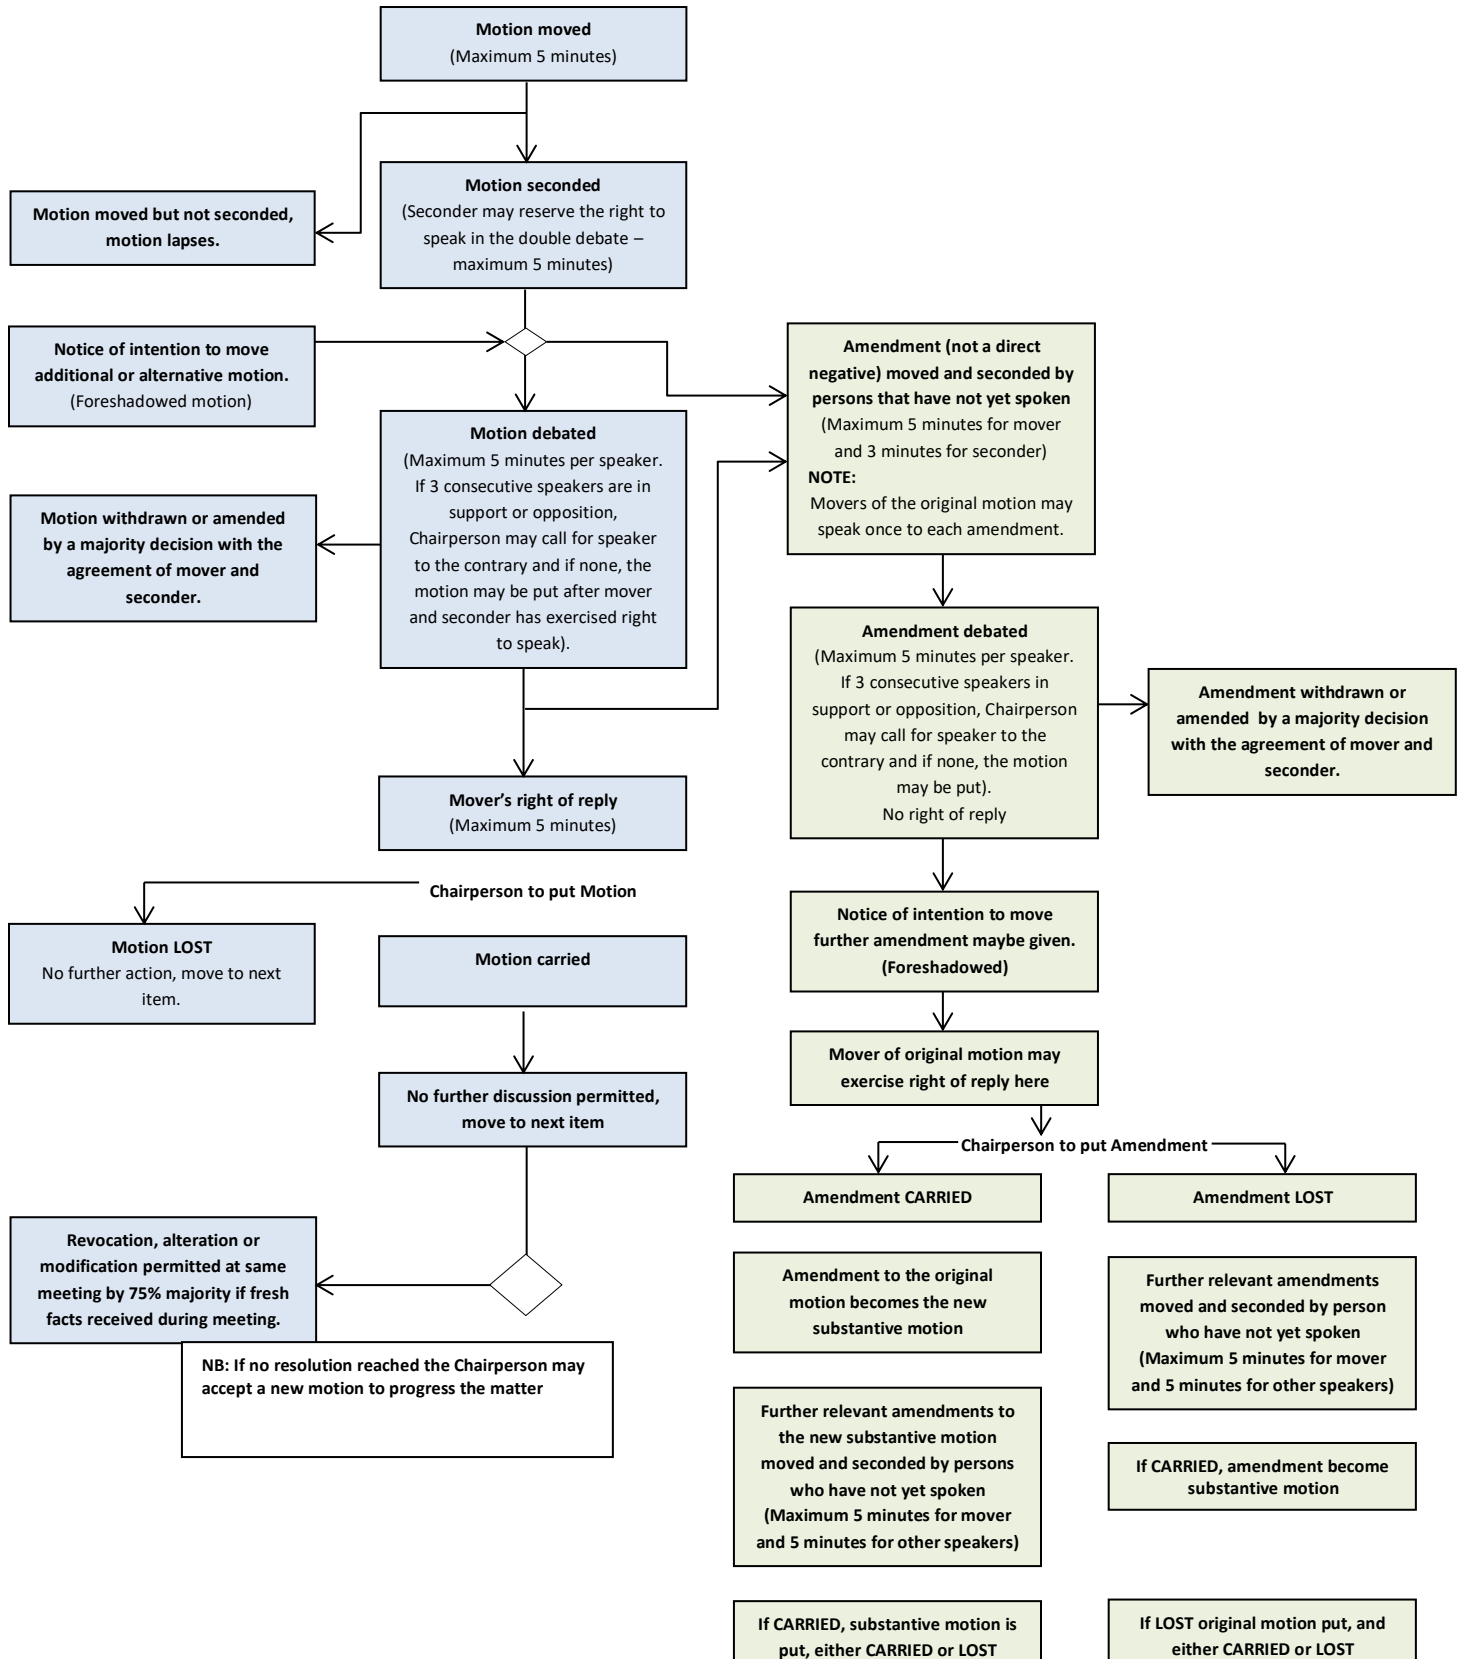 Motion moved
(Maximum 5 minutes)
Motion seconded
(Seconder may reserve the right to
speak in the double debate –
maximum 5 minutes)
Motion moved but not seconded,
motion lapses.
Notice of intention to move
additional or alternative motion.
(Foreshadowed motion)
Motion debated
(Maximum 5 minutes per speaker.
If 3 consecutive speakers are in
support or opposition,
Chairperson may call for speaker
to the contrary and if none, the
motion may be put after mover
and seconder has exercised right
to speak).
Motion withdrawn or amended
by a majority decision with the
agreement of mover and
seconder.
Mover’s right of reply
(Maximum 5 minutes)
Chairperson to put Motion
Motion LOST
No further action, move to next
item.
Motion carried
No further discussion permitted,
move to next item
Revocation, alteration or
modification permitted at same
meeting by 75% majority if fresh
facts received during meeting.
NB: If no resolution reached the Chairperson may
accept a new motion to progress the matter
Amendment (not a direct
negative) moved and seconded by
persons that have not yet spoken
(Maximum 5 minutes for mover
and 3 minutes for seconder)
NOTE:
Movers of the original motion may
speak once to each amendment.
Amendment debated
(Maximum 5 minutes per speaker.
If 3 consecutive speakers in
support or opposition, Chairperson
may call for speaker to the
contrary and if none, the motion
may be put).
No right of reply
Amendment withdrawn or
amended by a majority decision
with the agreement of mover and
seconder.
Notice of intention to move
further amendment maybe given.
(Foreshadowed)
Mover of original motion may
exercise right of reply here
Chairperson to put Amendment
Amendment CARRIED
Amendment to the original
motion becomes the new
substantive motion
Further relevant amendments to
the new substantive motion
moved and seconded by persons
who have not yet spoken
(Maximum 5 minutes for mover
and 5 minutes for other speakers)
If CARRIED, substantive motion is
put, either CARRIED or LOST
Amendment LOST
Further relevant amendments
moved and seconded by person
who have not yet spoken
(Maximum 5 minutes for mover
and 5 minutes for other speakers)
If CARRIED, amendment become
substantive motion
If LOST original motion put, and
either CARRIED or LOST